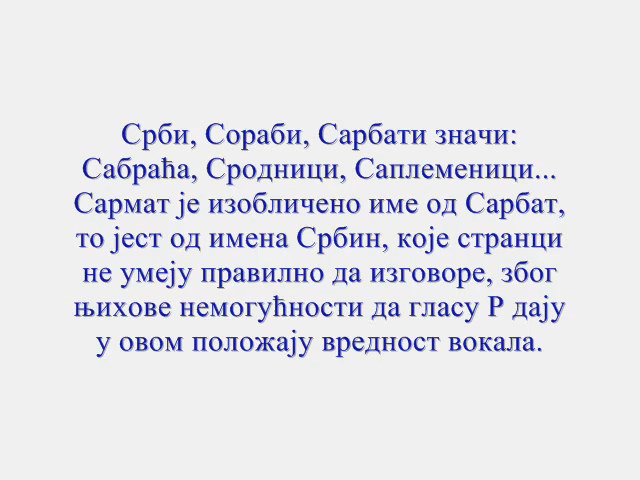 Срби, Сораби, Сарбати значи:
Сабраћа, Сродници, Саплеменици...
Сармат је изобличено име од Сарбат,
то јест од имена Србин, које странци
не умеју правилно да изговоре, због
њихове немогућности да гласу Р дају
у овом положају вредност вокала.